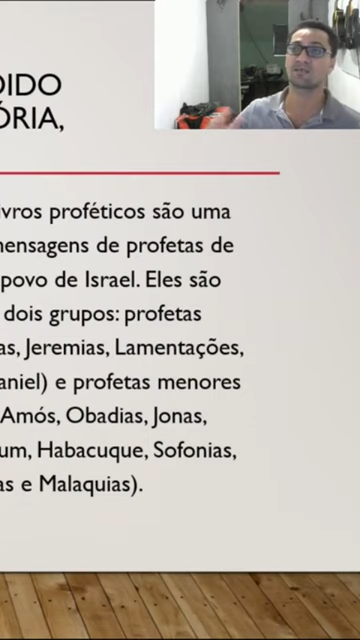 DIDO
ÓRIA,
ivros proféticos são uma
mensagens de profetas de
povo de Israel. Eles são
dois grupos: profetas
as, Jeremias, Lamentações,
aniel) e profetas menores
Amós, Obadias, Jonas,
um, Habacuque, Sofonias,
as e Malaquias).